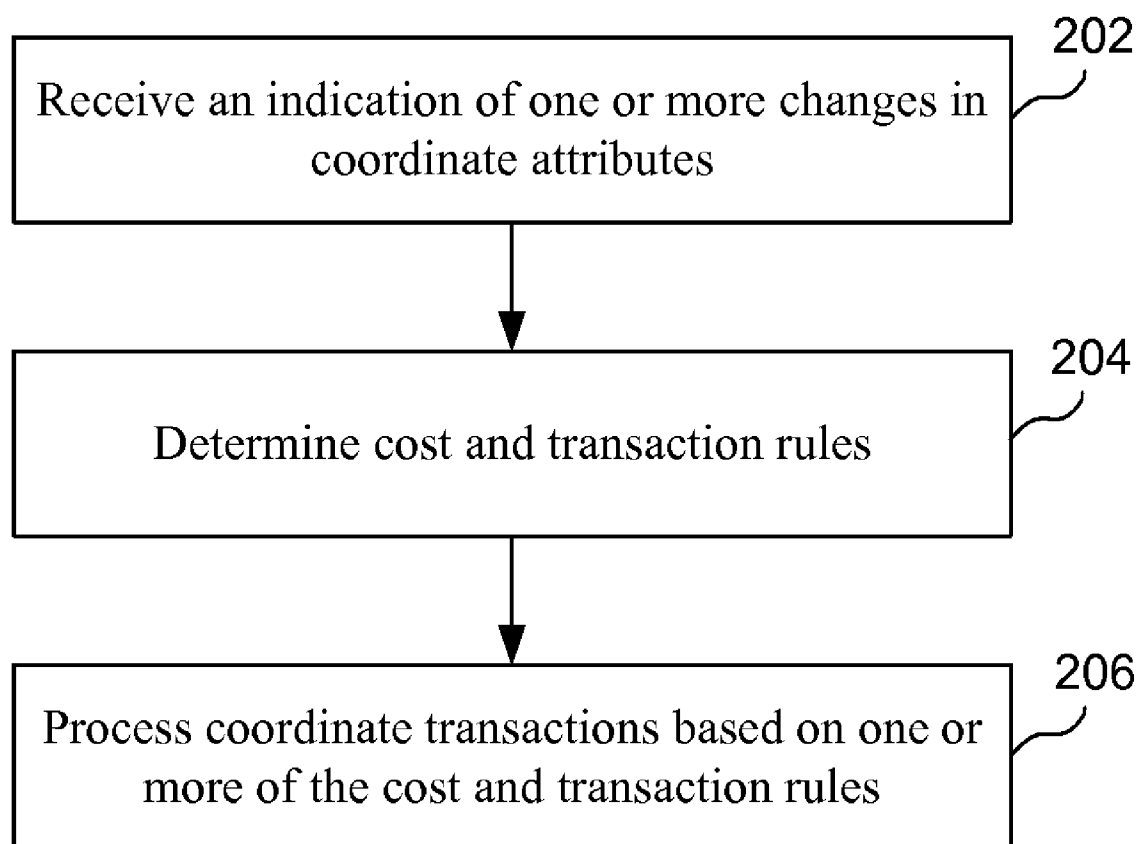 202
Receive an indication of one or more changes in
coordinate attributes
204
Determine cost and transaction rules
206
Process coordinate transactions based on one or
more of the cost and transaction rules